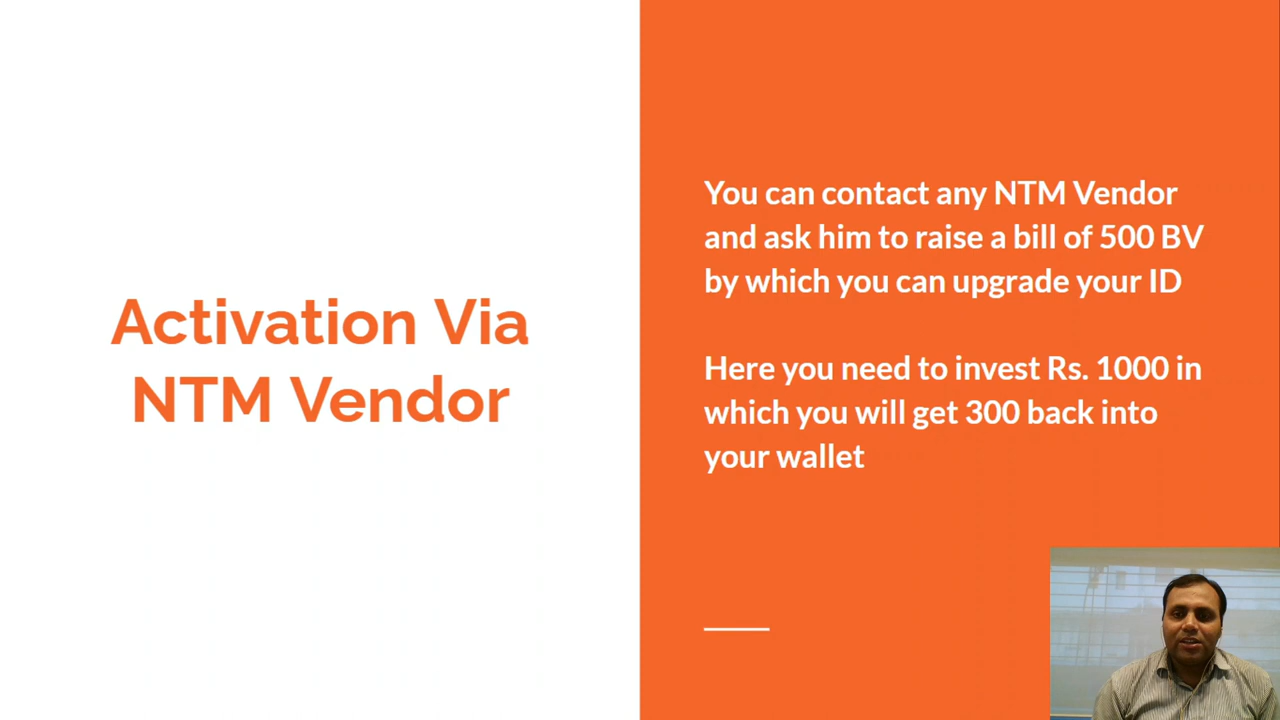 Activation Via
NTM Vendor
You can contact any NTM Vendor
and ask him to raise a bill of 500 BV
by which you can upgrade your ID
Here you need to invest Rs. 1000 in
which you will get 300 back into
your wallet